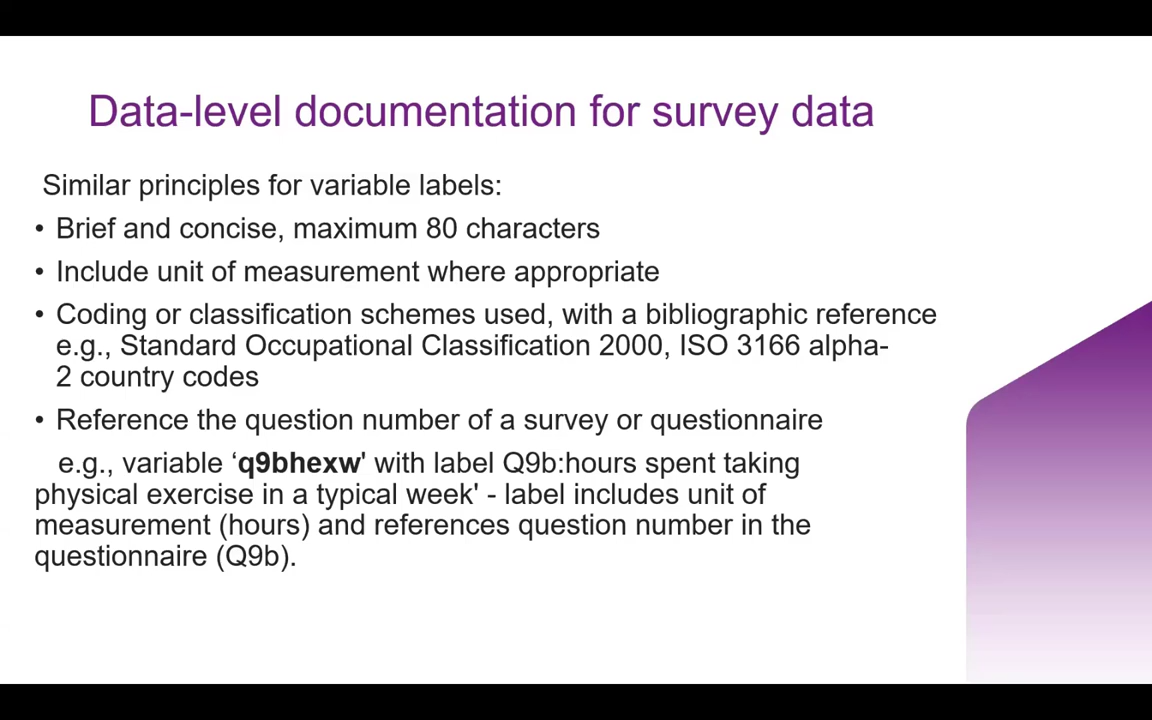 Data-level documentation for survey data
Similar principles for variable labels:
• Brief and concise, maximum 80 characters
• Include unit of measurement where appropriate
• Coding or classification schemes used, with a bibliographic reference
e.g., Standard Occupational Classification 2000, ISO 3166 alpha-
2 country codes
• Reference the question number of a survey or questionnaire
e.g., variable ‘q9bhexw' with label Q9b:hours spent taking
physical exercise in a typical week' - label includes unit of
measurement (hours) and references question number in the
questionnaire (Q9b).